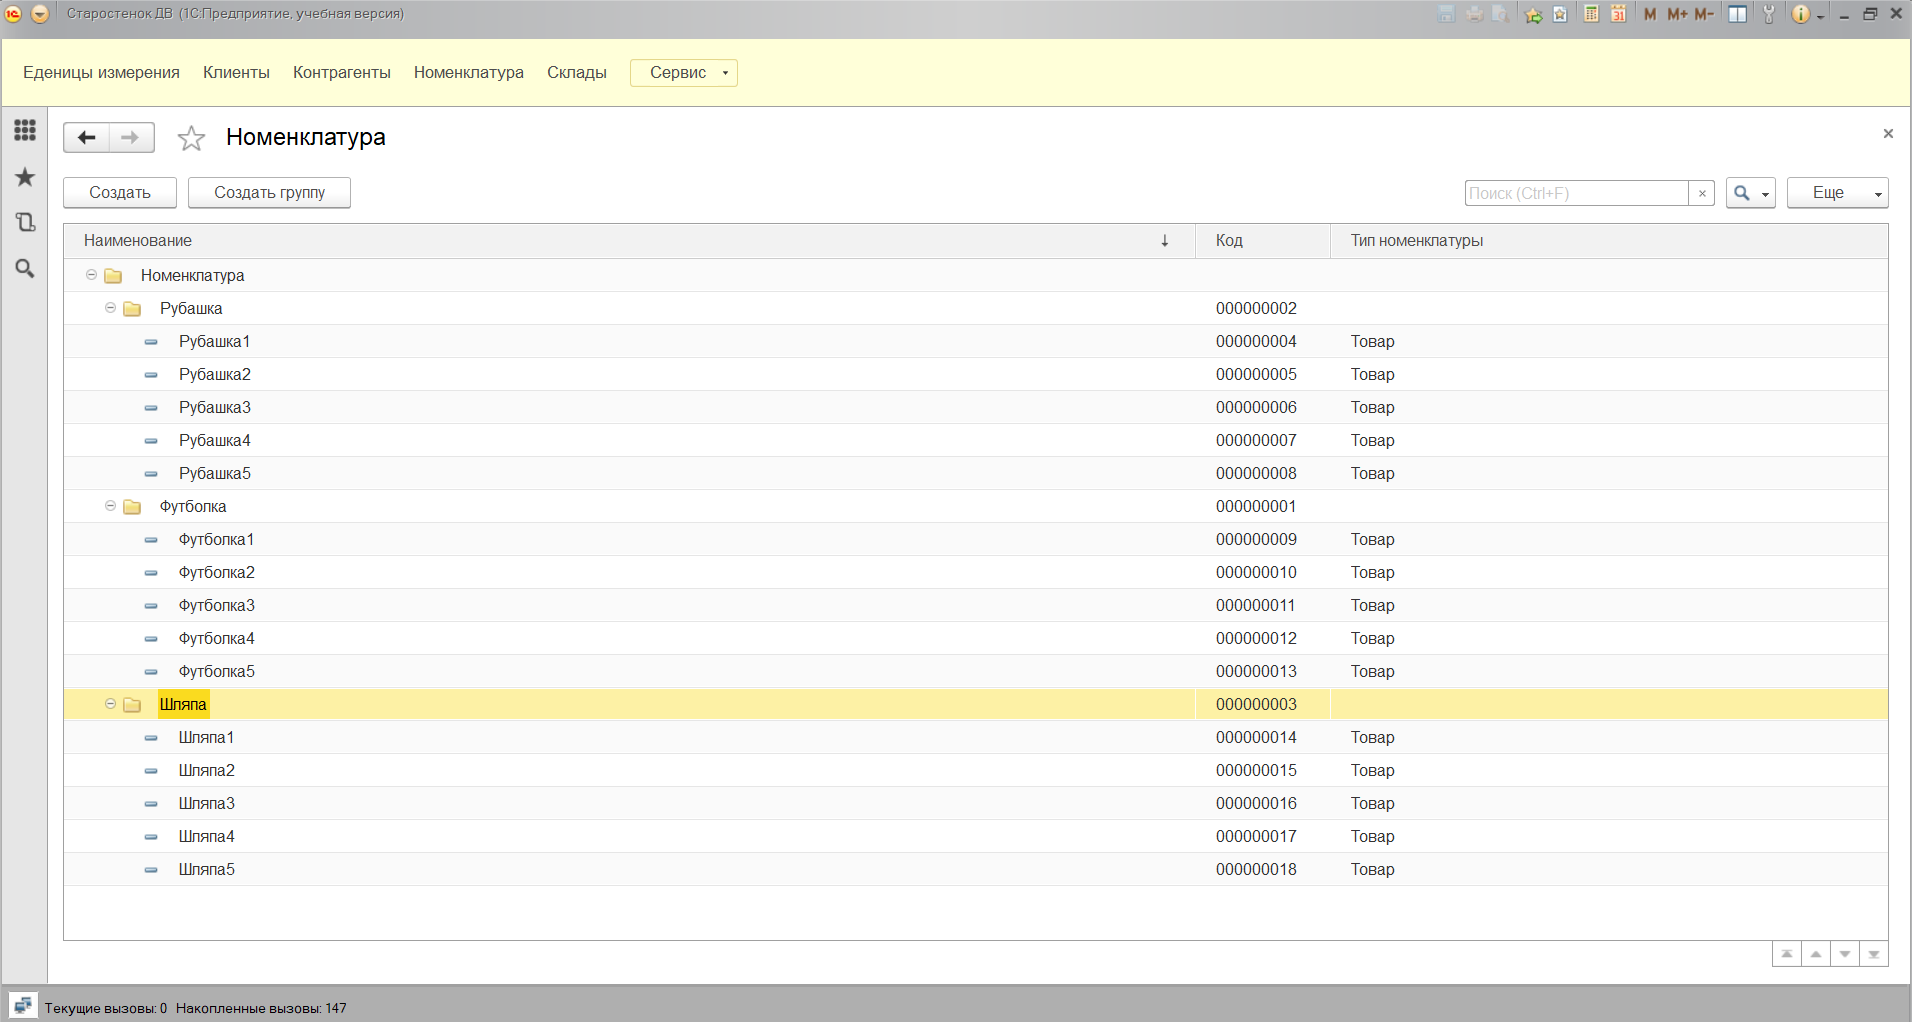 Старостенок ДВ (1С:Предприятие, учебная версия)
M M+ M-
Еденицы измерения Клиенты Контрагенты Номенклатура Склады Сервис
Номенклатура
Создать Создать группу Поиск (Ctrl+F) × Еще
Наименование ↓ Код Тип номенклатуры
Номенклатура
Рубашка 000000002
Рубашка1 000000004 Товар
Рубашка2 000000005 Товар
Рубашка3 000000006 Товар
Рубашка4 000000007 Товар
Рубашка5 000000008 Товар
Футболка 000000001
Футболка1 000000009 Товар
Футболка2 000000010 Товар
Футболка3 000000011 Товар
Футболка4 000000012 Товар
Футболка5 000000013 Товар
Шляпа 000000003
Шляпа1 000000014 Товар
Шляпа2 000000015 Товар
Шляпа3 000000016 Товар
Шляпа4 000000017 Товар
Шляпа5 000000018 Товар
Текущие вызовы: 0 Накопленные вызовы: 147